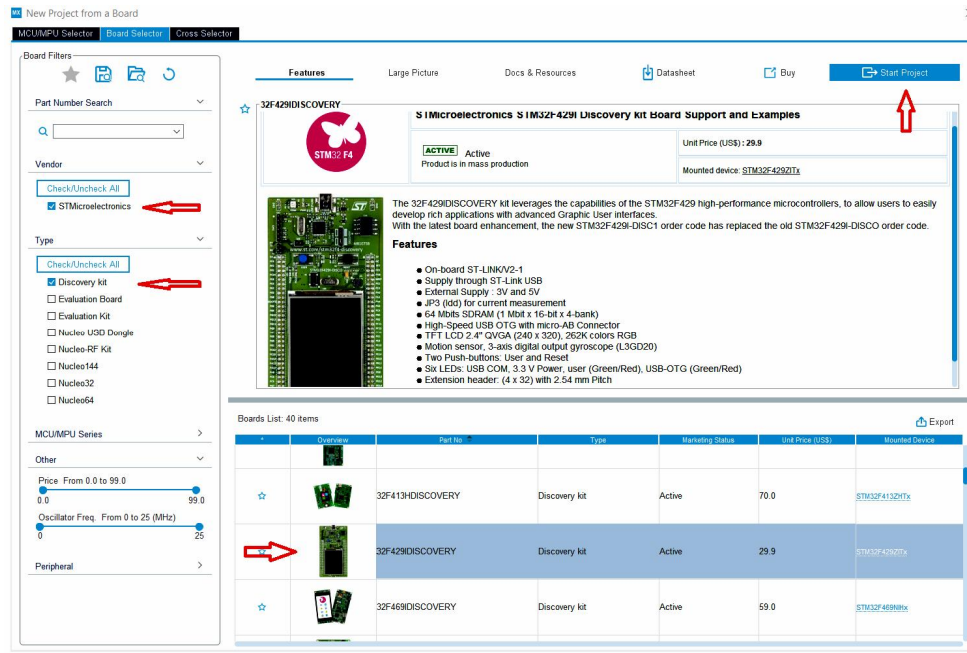 MX New Project from a Board
MCU/MPU Selector Board Selector Cross Selector
Board Filters
Part Number Search
Vendor
Check/Uncheck All
STMicroelectronics
Type
Check/Uncheck All
Discovery kit
Evaluation Board
Evaluation Kit
Nucleo USB Dongle
Nucleo-RF Kit
Nucleo144
Nucleo32
Nucleo64
MCU/MPU Series
Other
Price From 0.0 to 99.0
0.0 99.0
Oscillator Freq. From 0 to 25 (MHz)
0 25
Peripheral
Features Large Picture Docs & Resources Datasheet Buy Start Project
32F429IDISCOVERY
STMicroelectronics STM32F429I Discovery kit Board Support and Examples
STM32 F4
ACTIVE Active
Product is in mass production
Unit Price (US$) : 29.9
Mounted device: STM32F429ZITx
The 32F429IDISCOVERY kit leverages the capabilities of the STM32F429 high-performance microcontrollers, to allow users to easily
develop rich applications with advanced Graphic User interfaces.
With the latest board enhancement, the new STM32F429I-DISC1 order code has replaced the old STM32F429I-DISCO order code.
Features
● On-board ST-LINK/V2-1
● Supply through ST-Link USB
● External Supply : 3V and 5V
● JP3 (Idd) for current measurement
● 64 Mbits SDRAM (1 Mbit x 16-bit x 4-bank)
● High-Speed USB OTG with micro-AB Connector
● TFT LCD 2.4" QVGA (240 x 320), 262K colors RGB
● Motion sensor, 3-axis digital output gyroscope (L3GD20)
● Two Push-buttons: User and Reset
● Six LEDs: USB COM, 3.3 V Power, user (Green/Red), USB-OTG (Green/Red)
● Extension header: (4 x 32) with 2.54 mm Pitch
Boards List: 40 items
Export
* Overview Part No Type Marketing Status Unit Price (US$) Mounted Device
32F413HDISCOVERY Discovery kit Active 70.0 STM32F413ZHTx
32F429IDISCOVERY Discovery kit Active 29.9 STM32F429ZITx
32F469IDISCOVERY Discovery kit Active 59.0 STM32F469NIHx